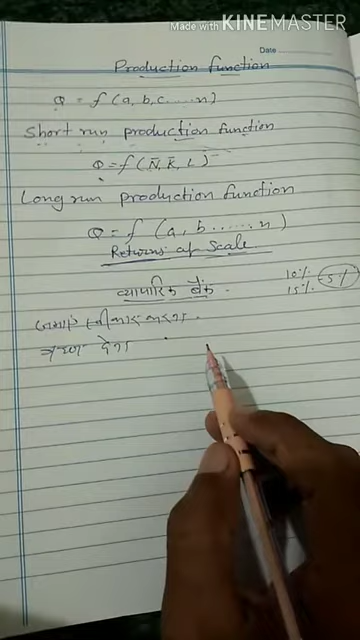 Made with KINEMASTER
Date
Production function
Q = f (a, b, c.....n)
Short run production function
Q = f (N̄, K̄, L)
Long run production function
Q = f (a, b ...... n)
Returns of Scale
व्यापारिक बैंक .
10%
15%
5%
जमाएं स्वीकार करना .
ऋण देना